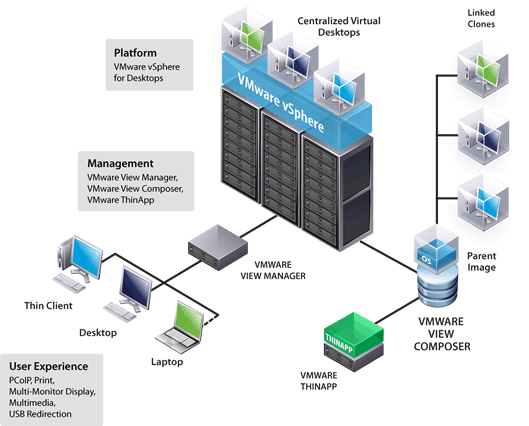 Centralized Virtual
Desktops
Linked
Clones
Platform
VMware vSphere
for Desktops
VMware vSphere
Management
VMware View Manager,
VMware View Composer,
VMware ThinApp
VMWARE
VIEW MANAGER
OS
Parent
Image
Thin Client
Desktop
Laptop
VMWARE
VIEW
COMPOSER
THINAPP
VMWARE
THINAPP
User Experience
PCoIP, Print,
Multi-Monitor Display,
Multimedia,
USB Redirection